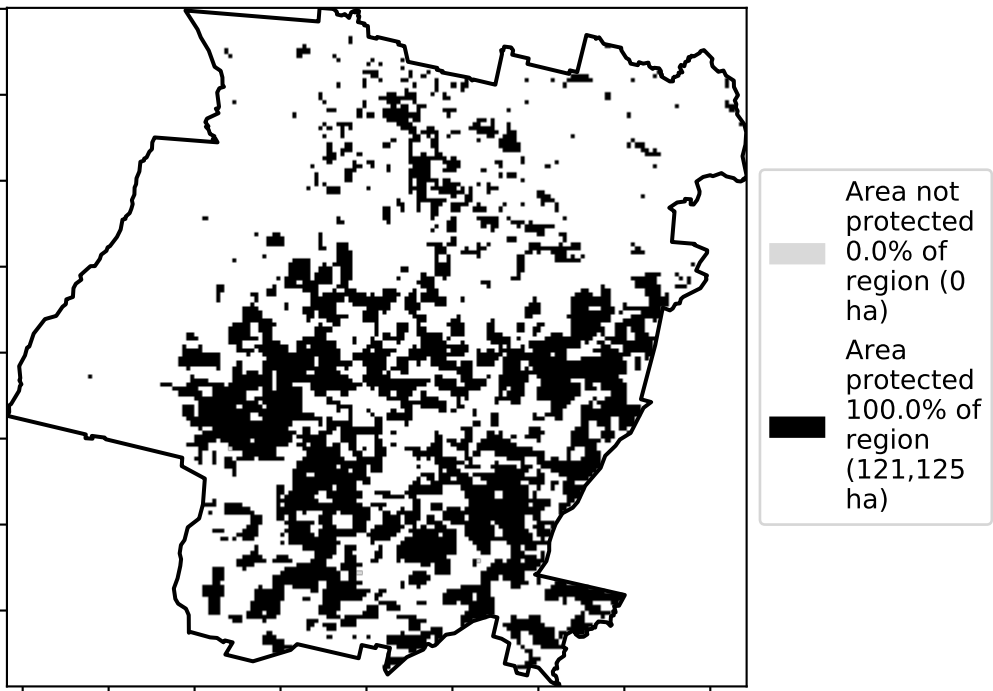 Area not
protected
0.0% of
region (0
ha)
Area
protected
100.0% of
region
(121,125
ha)